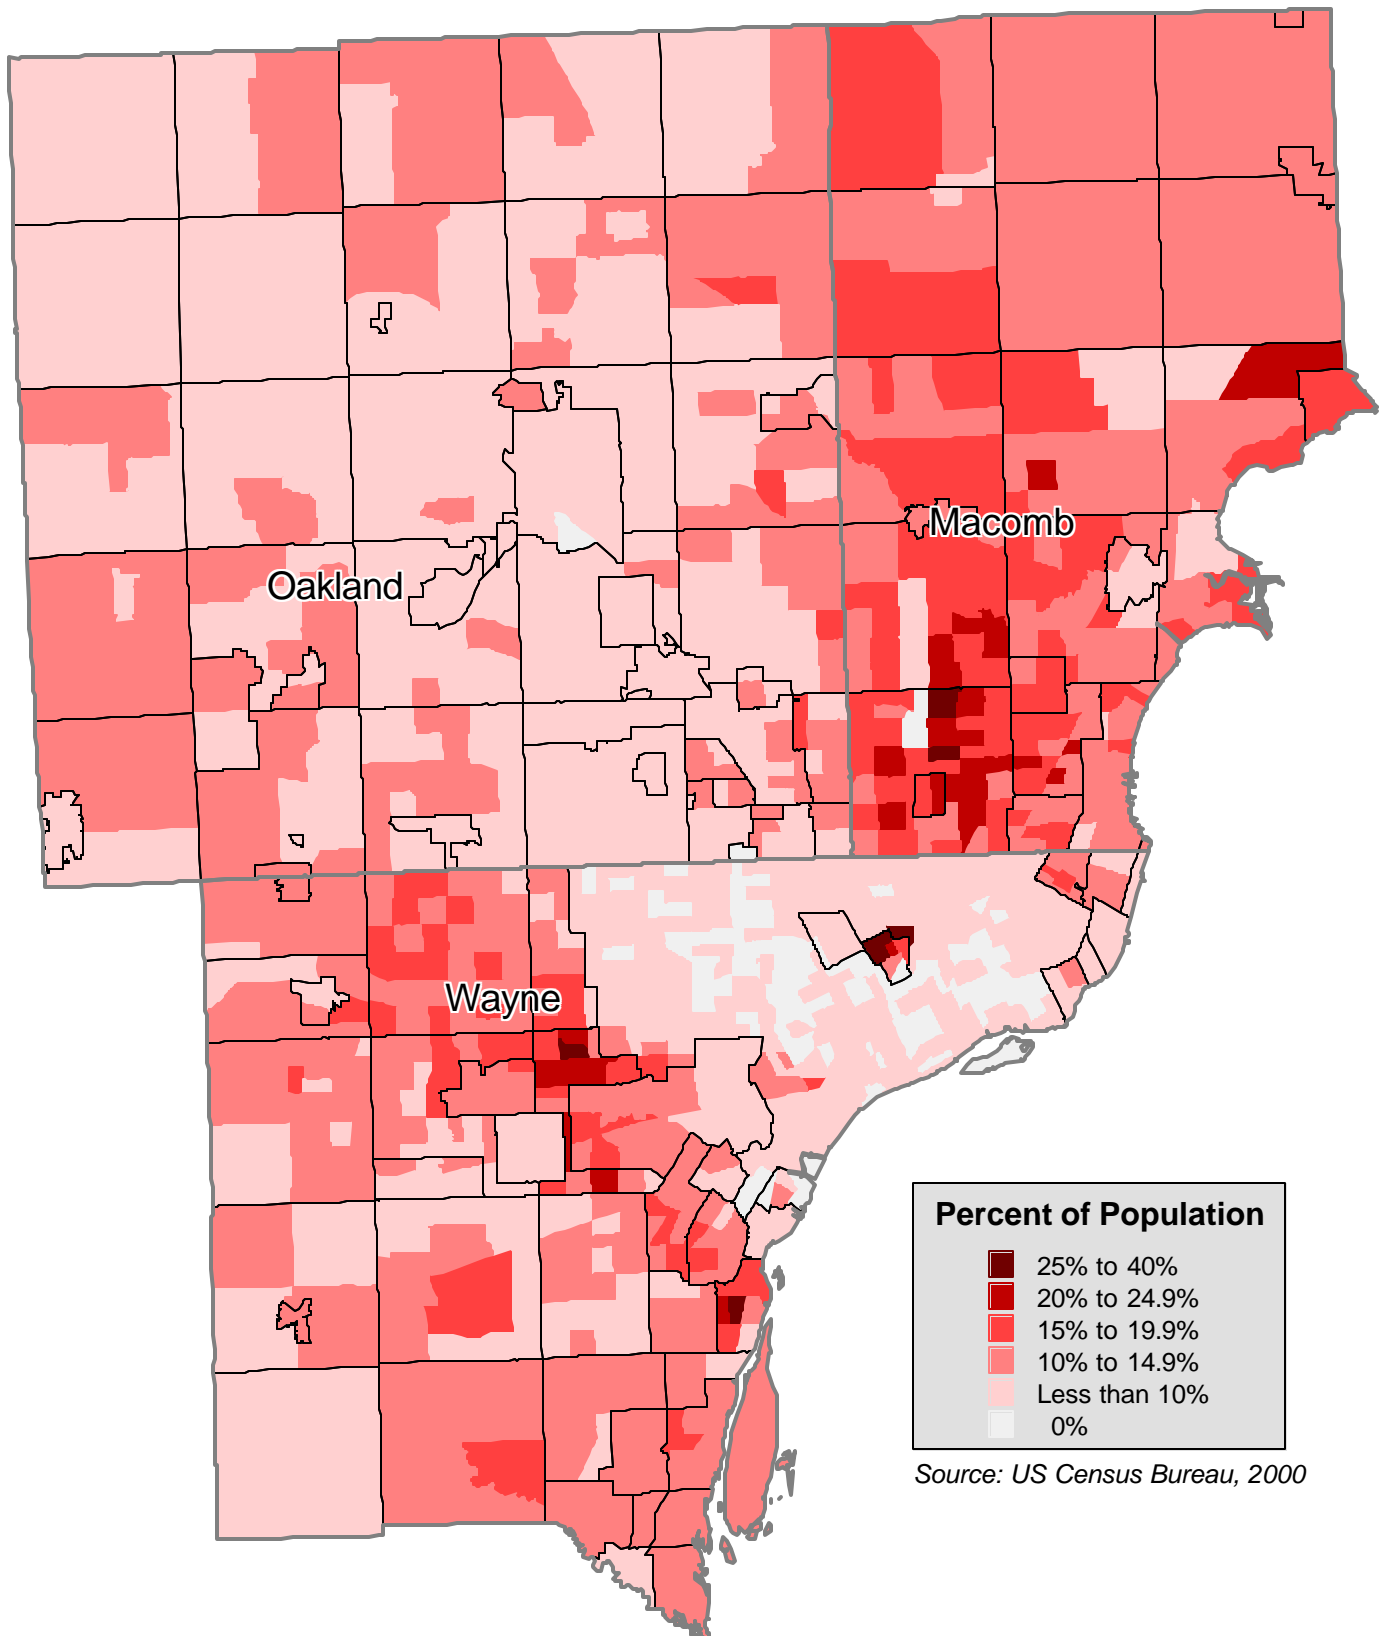 Macomb
Oakland
Wayne
Percent of Population
25% to 40%
20% to 24.9%
15% to 19.9%
10% to 14.9%
Less than 10%
0%
Source: US Census Bureau, 2000